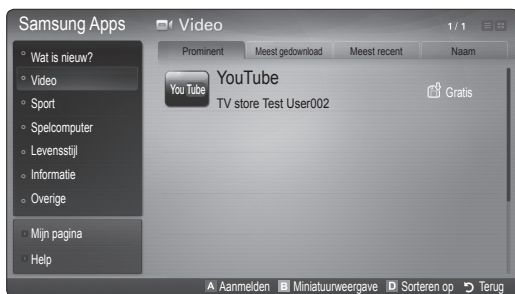 Samsung Apps
Video
1/1
Wat is nieuw?
Video
Sport
Spelcomputer
Levensstijl
Informatie
Overige
Mijn pagina
Help
Prominent
Meest gedownload
Meest recent
Naam
You Tube
YouTube
TV store Test User002
Gratis
A Aanmelden B Miniatuurweergave D Sorteren op Terug